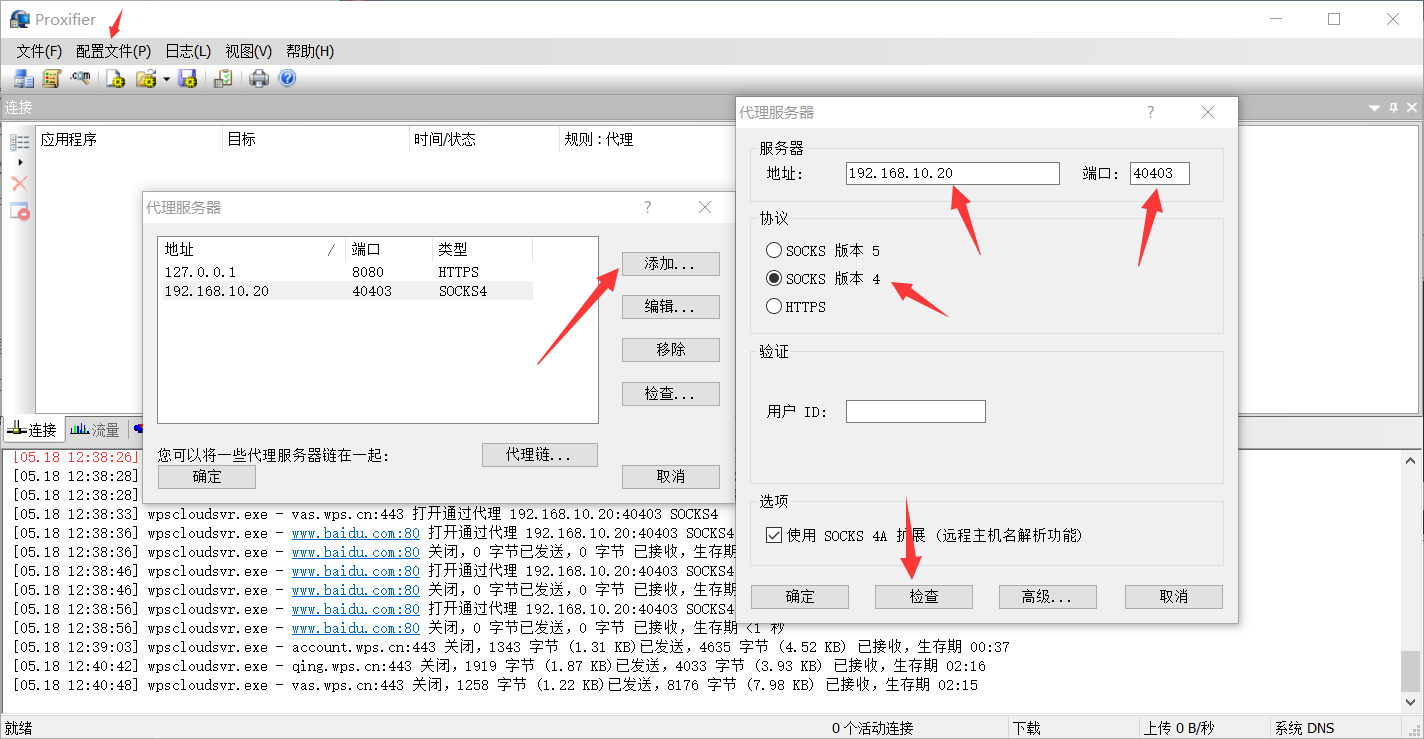 Proxifier
文件(F) 配置文件(P) 日志(L) 视图(V) 帮助(H)
连接
应用程序 目标 时间/状态 规则 : 代理
代理服务器 ?
地址 / 端口 类型
127.0.0.1 8080 HTTPS
192.168.10.20 40403 SOCKS4
添加...
编辑...
移除
检查...
您可以将一些代理服务器链在一起:
代理链...
确定
取消
代理服务器 ?
服务器
地址: 192.168.10.20 端口: 40403
协议
SOCKS 版本 5
SOCKS 版本 4
HTTPS
验证
用户 ID:
选项
使用 SOCKS 4A 扩展 (远程主机名解析功能)
确定 检查 高级... 取消
连接 流量
[05.18 12:38:26]
[05.18 12:38:28]
[05.18 12:38:28]
[05.18 12:38:33] wpscloudsvr.exe - vas.wps.cn:443 打开通过代理 192.168.10.20:40403 SOCKS4
[05.18 12:38:36] wpscloudsvr.exe - www.baidu.com:80 打开通过代理 192.168.10.20:40403 SOCKS4
[05.18 12:38:36] wpscloudsvr.exe - www.baidu.com:80 关闭，0 字节已发送，0 字节 已接收，生存期
[05.18 12:38:46] wpscloudsvr.exe - www.baidu.com:80 打开通过代理 192.168.10.20:40403 SOCKS4
[05.18 12:38:46] wpscloudsvr.exe - www.baidu.com:80 关闭，0 字节已发送，0 字节 已接收，生存期
[05.18 12:38:56] wpscloudsvr.exe - www.baidu.com:80 打开通过代理 192.168.10.20:40403 SOCKS4
[05.18 12:38:56] wpscloudsvr.exe - www.baidu.com:80 关闭，0 字节已发送，0 字节 已接收，生存期 <1 秒
[05.18 12:39:03] wpscloudsvr.exe - account.wps.cn:443 关闭，1343 字节 (1.31 KB)已发送，4635 字节 (4.52 KB) 已接收，生存期 00:37
[05.18 12:40:42] wpscloudsvr.exe - qing.wps.cn:443 关闭，1919 字节 (1.87 KB)已发送，4033 字节 (3.93 KB) 已接收，生存期 02:16
[05.18 12:40:48] wpscloudsvr.exe - vas.wps.cn:443 关闭，1258 字节 (1.22 KB)已发送，8176 字节 (7.98 KB) 已接收，生存期 02:15
就绪 0 个活动连接 下载 上传 0 B/秒 系统 DNS